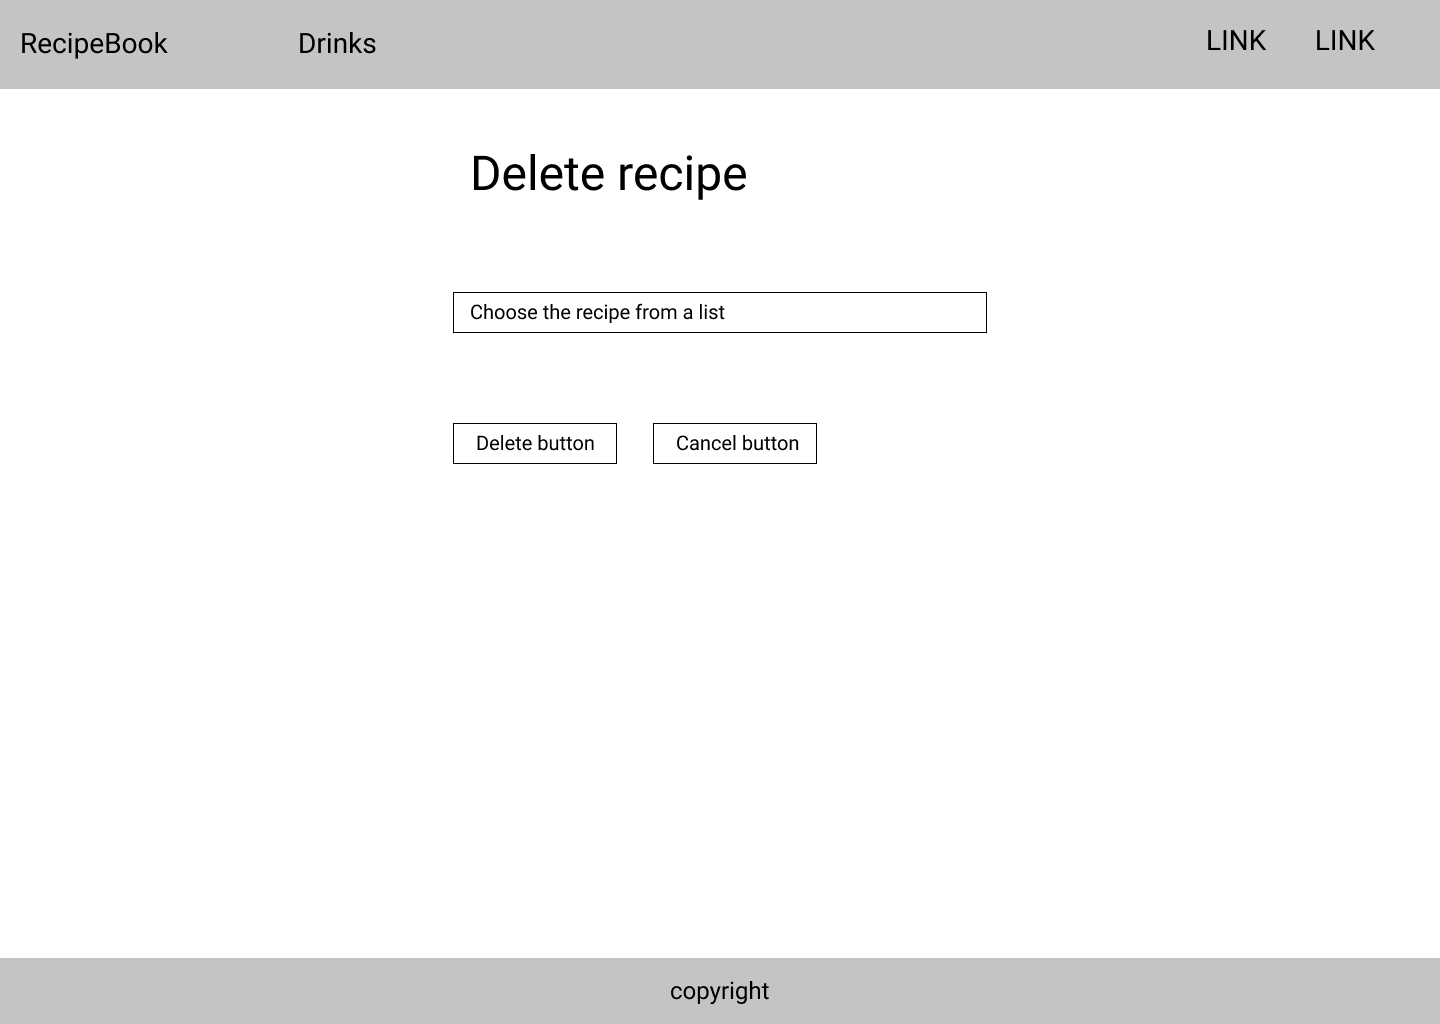 RecipeBook Drinks LINK LINK
Delete recipe
Choose the recipe from a list
Delete button Cancel button
copyright